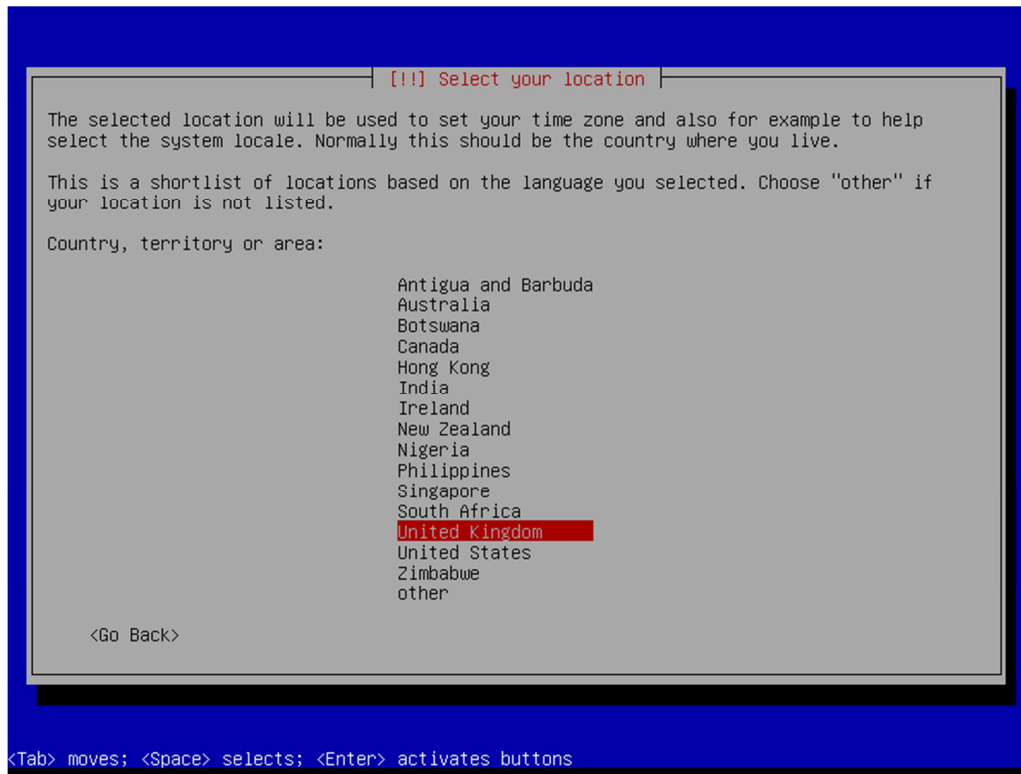 [!!] Select your location
The selected location will be used to set your time zone and also for example to help
select the system locale. Normally this should be the country where you live.
This is a shortlist of locations based on the language you selected. Choose "other" if
your location is not listed.
Country, territory or area:
Antigua and Barbuda
Australia
Botswana
Canada
Hong Kong
India
Ireland
New Zealand
Nigeria
Philippines
Singapore
South Africa
United Kingdom
United States
Zimbabwe
other
<Go Back>
<Tab> moves; <Space> selects; <Enter> activates buttons